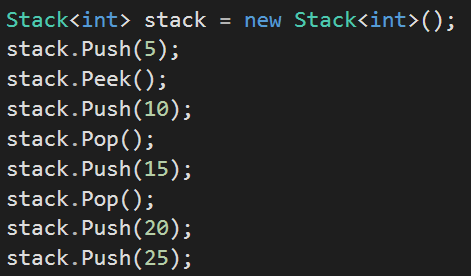 Stack<int> stack = new Stack<int>();
stack.Push(5);
stack.Peek();
stack.Push(10);
stack.Pop();
stack.Push(15);
stack.Pop();
stack.Push(20);
stack.Push(25);